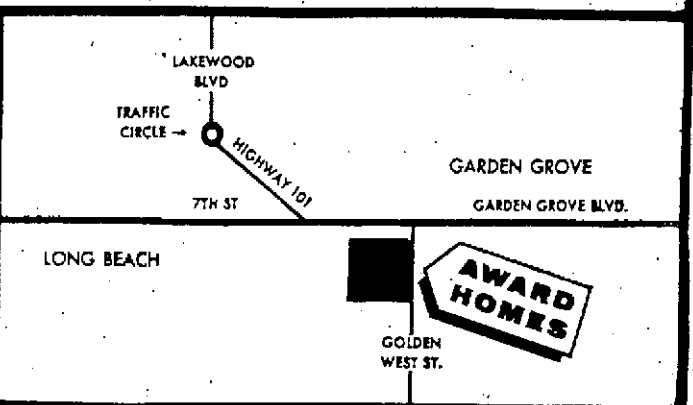 LAKEWOOD
BLVD
TRAFFIC
CIRCLE →
HIGHWAY 101
GARDEN GROVE
7TH ST
GARDEN GROVE BLVD.
LONG BEACH
AWARD
HOMES
GOLDEN
WEST ST.